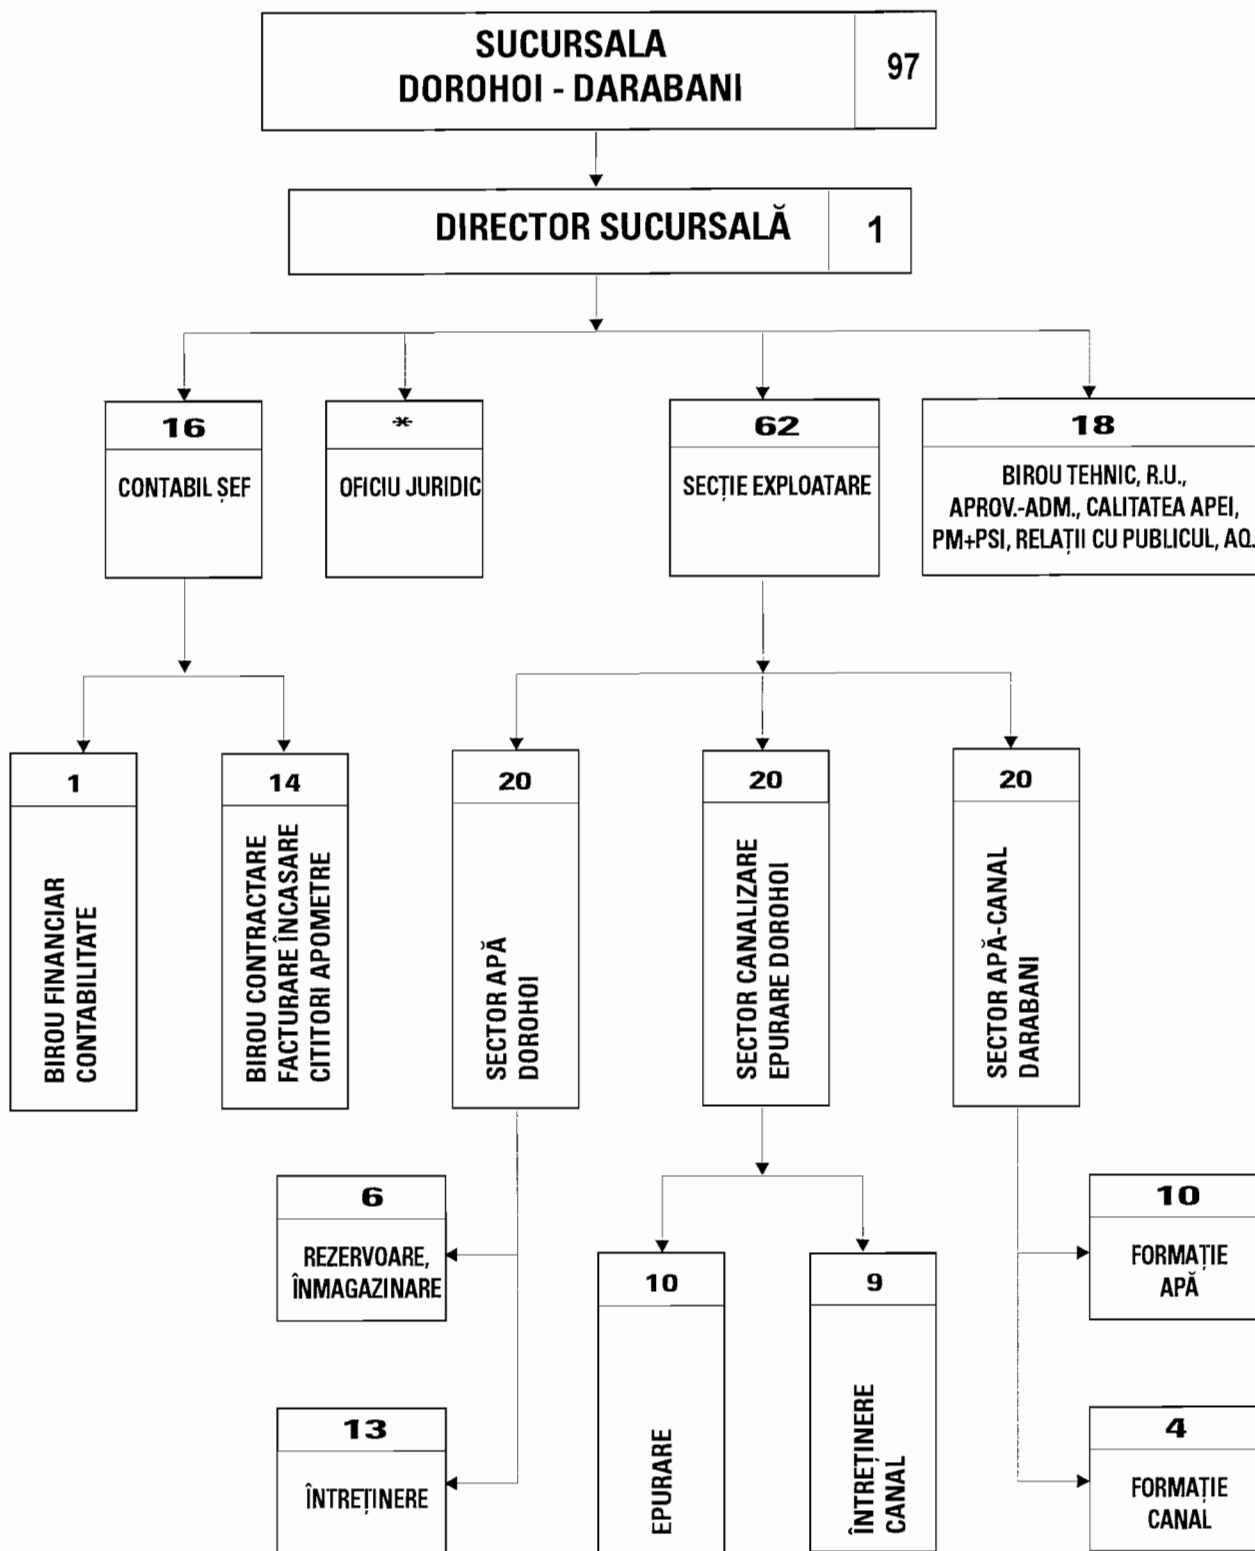 SUCURSALA
DOROHOI - DARABANI
97
DIRECTOR SUCURSALĂ
1
16
CONTABIL ȘEF
*
OFICIU JURIDIC
62
SECȚIE EXPLOATARE
18
BIROU TEHNIC, R.U.,
APROV.-ADM., CALITATEA APEI,
PM+PSI, RELAȚII CU PUBLICUL, AQ.
1
BIROU FINANCIAR
CONTABILITATE
14
BIROU CONTRACTARE
FACTURARE ÎNCASARE
CITITORI APOMETRE
20
SECTOR APĂ
DOROHOI
20
SECTOR CANALIZARE
EPURARE DOROHOI
20
SECTOR APĂ-CANAL
DARABANI
6
REZERVOARE,
ÎNMAGAZINARE
13
ÎNTREȚINERE
10
EPURARE
9
ÎNTREȚINERE
CANAL
10
FORMAȚIE
APĂ
4
FORMAȚIE
CANAL